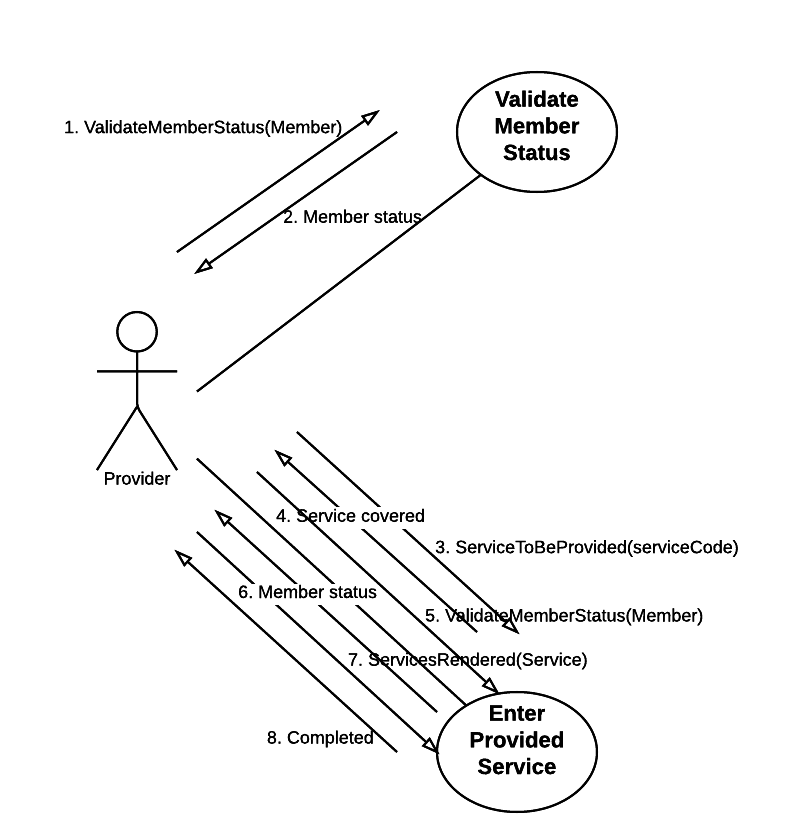 Validate
Member
Status
1. ValidateMemberStatus(Member)
2. Member status
Provider
4. Service covered
3. ServiceToBeProvided(serviceCode)
6. Member status
5. ValidateMemberStatus(Member)
7. ServicesRendered(Service)
8. Completed
Enter
Provided
Service